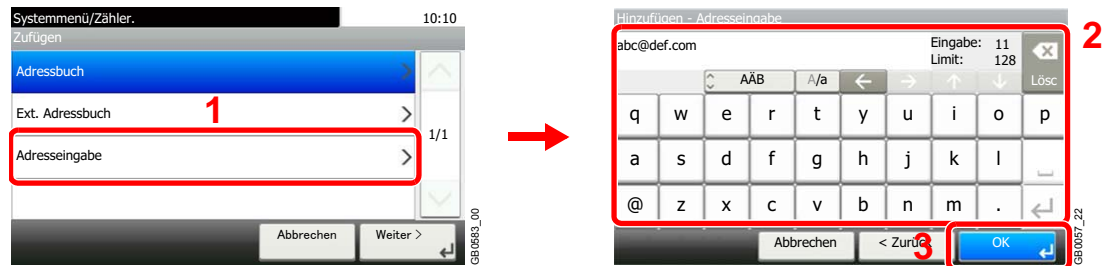 Systemmenü/Zähler. 10:10
Zufügen
Adressbuch
Ext. Adressbuch
1
1/1
Adresseingabe
Abbrechen Weiter >
GB0583_00
Hinzufügen - Adresseingabe
2
abc@def.com
Eingabe: 11
Limit: 128
AÄB A/a Lösc
q w e r t y u i o p
a s d f g h j k l
@ z x c v b n m .
Abbrechen < Zurück OK
3
GB0057_22